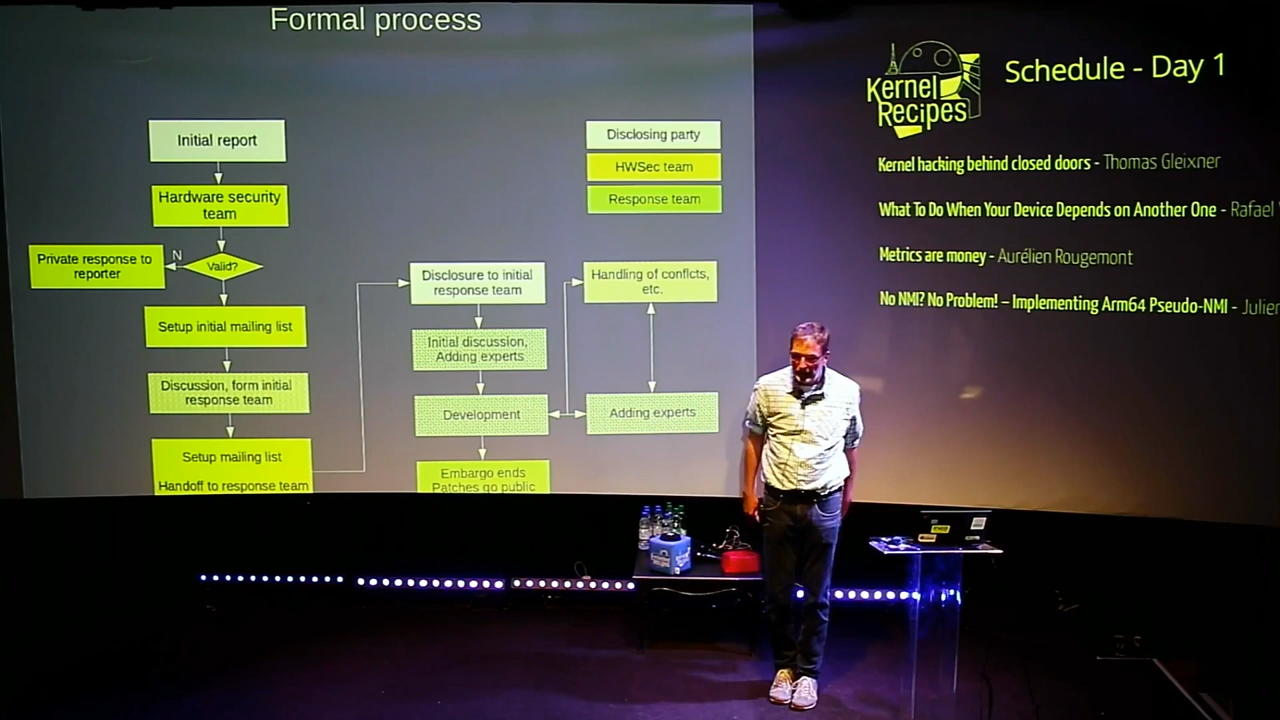 Formal process
Initial report
Hardware security
team
Valid?
N
Private response to
reporter
Setup initial mailing list
Discussion, form initial
response team
Setup mailing list
Handoff to response team
Disclosure to initial
response team
Initial discussion,
Adding experts
Development
Embargo ends
Patches go public
Handling of conflcts,
etc.
Adding experts
Disclosing party
HWSec team
Response team
Kernel
Recipes
Schedule - Day 1
Kernel hacking behind closed doors - Thomas Gleixner
What To Do When Your Device Depends on Another One - Rafael
Metrics are money - Aurélien Rougemont
No NMI? No Problem! – Implementing Arm64 Pseudo-NMI - Julien